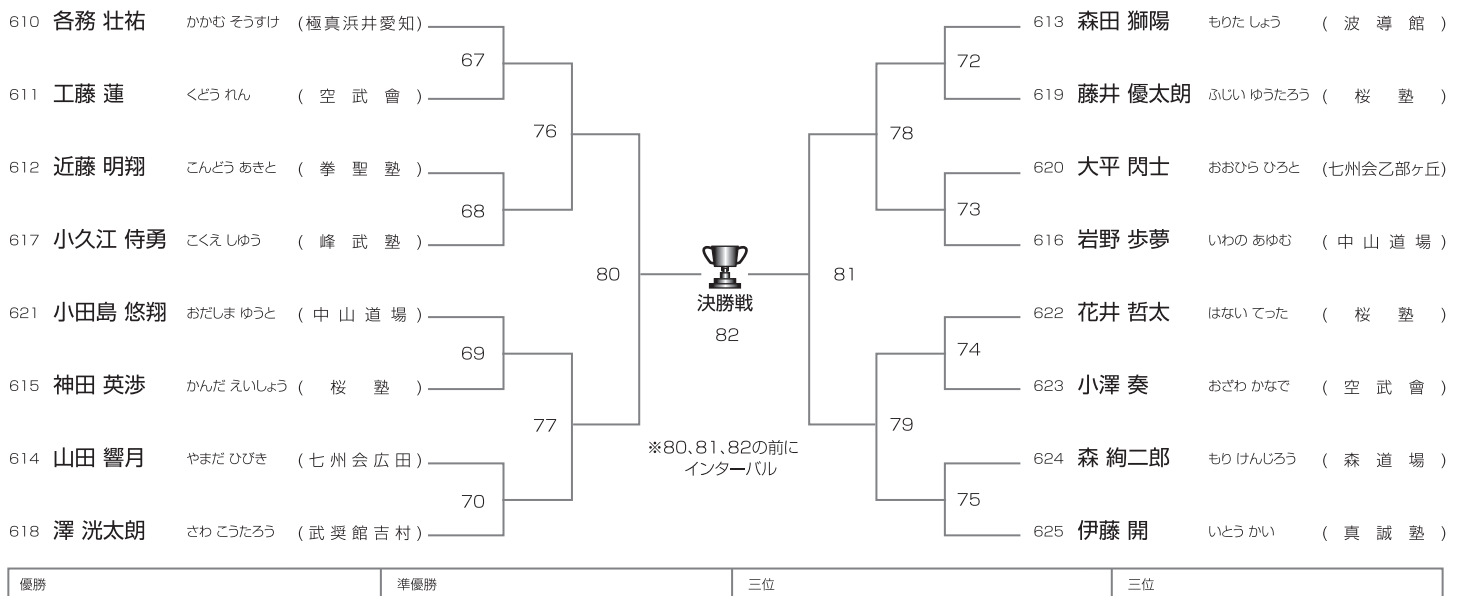 610 各務 壮祐 かかむ そうすけ (極真浜井愛知)
67
611 工藤 蓮 くどう れん (空武會)
76
612 近藤 明翔 こんどう あきと (拳聖塾)
68
617 小久江 侍勇 こくえ しゆう (峰武塾)
80
621 小田島 悠翔 おだしま ゆうと (中山道場)
69
615 神田 英渉 かんだ えいしょう (桜塾)
77
614 山田 響月 やまだ ひびき (七州会広田)
70
618 澤 洸太朗 さわ こうたろう (武奨館吉村)
決勝戦
82
※80、81、82の前に
インターバル
613 森田 獅陽 もりた しょう (波導館)
72
619 藤井 優太朗 ふじい ゆうたろう (桜塾)
78
620 大平 閃士 おおひら ひろと (七州会乙部ヶ丘)
73
616 岩野 歩夢 いわの あゆむ (中山道場)
81
622 花井 哲太 はない てった (桜塾)
74
623 小澤 奏 おざわ かなで (空武會)
79
624 森 絢二郎 もり けんじろう (森道場)
75
625 伊藤 開 いとう かい (真誠塾)
優勝 準優勝 三位 三位